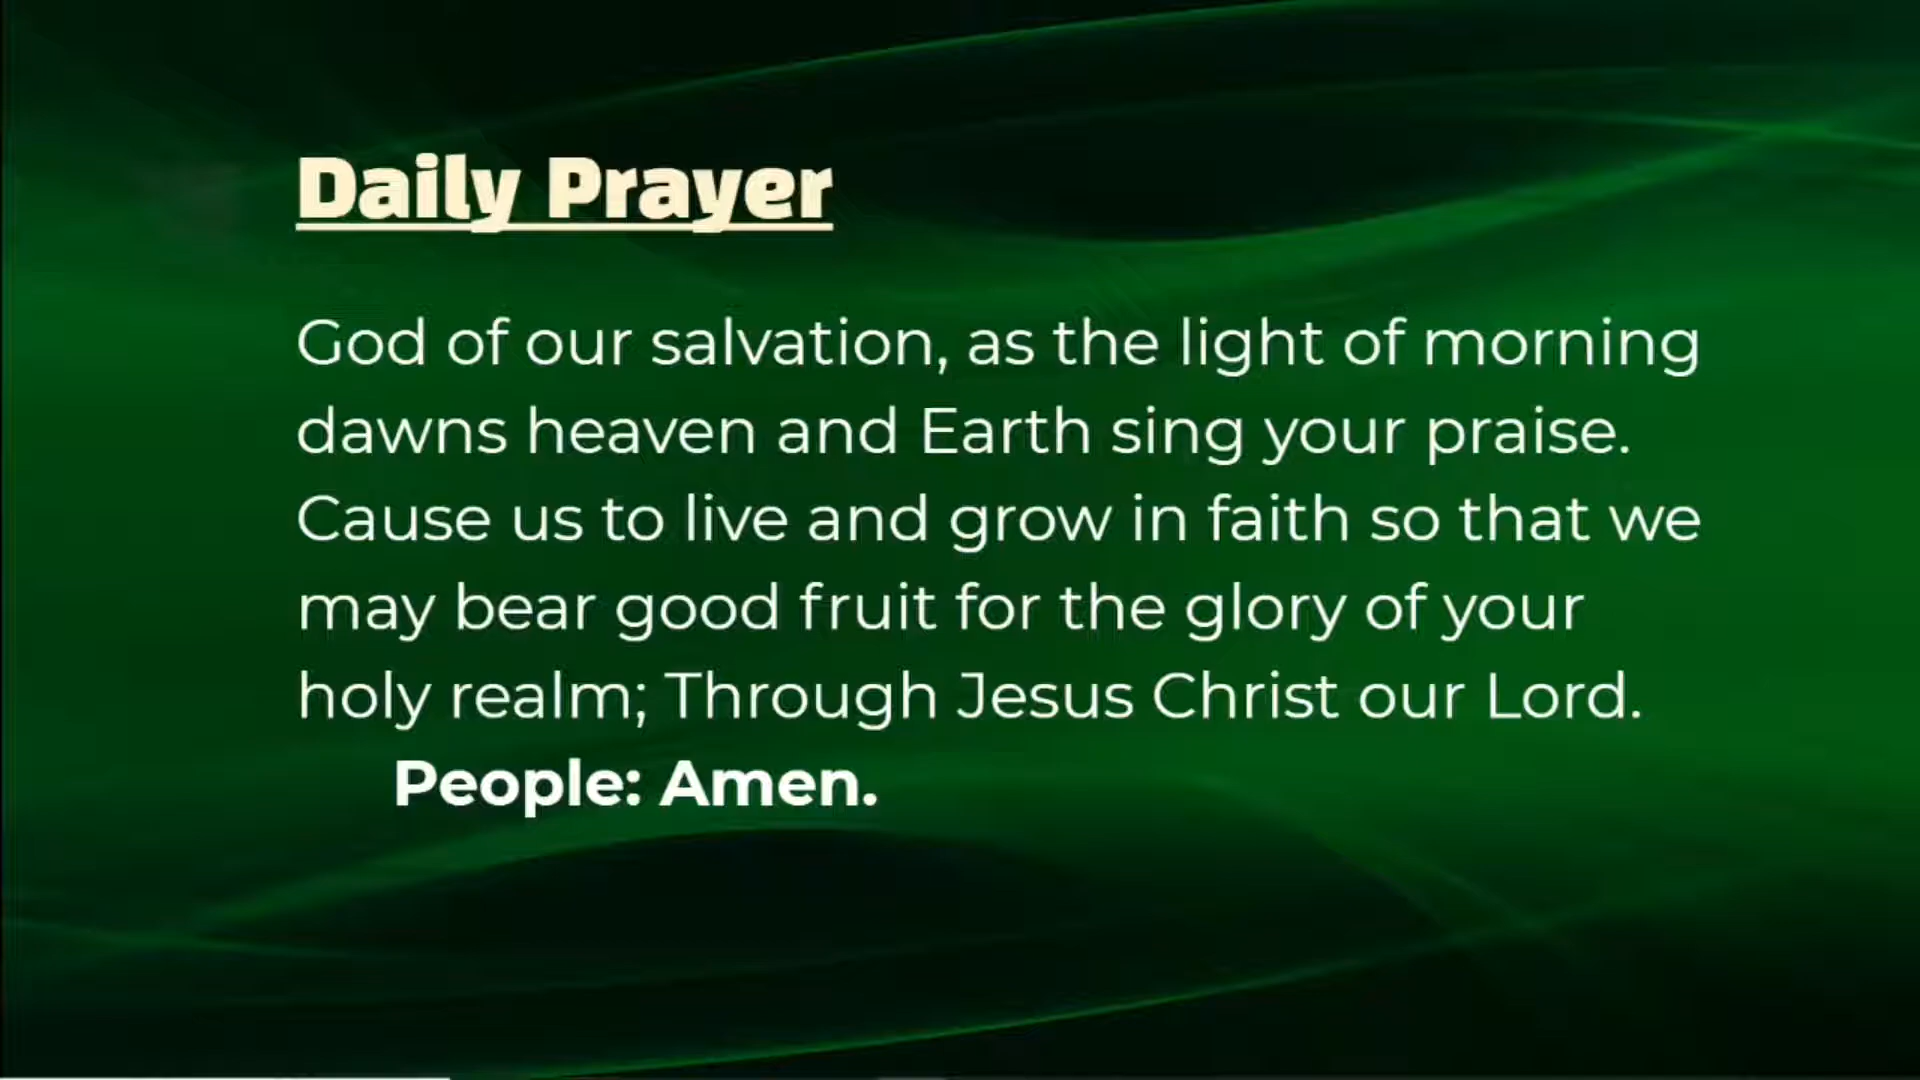 Daily Prayer
God of our salvation, as the light of morning
dawns heaven and Earth sing your praise.
Cause us to live and grow in faith so that we
may bear good fruit for the glory of your
holy realm; Through Jesus Christ our Lord.
People: Amen.